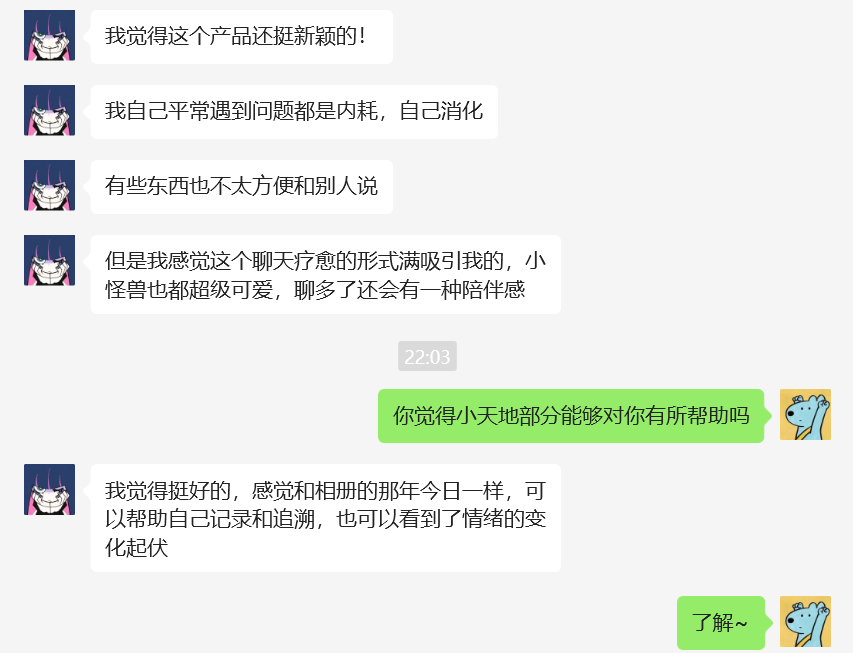 我觉得这个产品还挺新颖的！
我自己平常遇到问题都是内耗，自己消化
有些东西也不太方便和别人说
但是我感觉这个聊天疗愈的形式满吸引我的，小
怪兽也都超级可爱，聊多了还会有一种陪伴感
22:03
你觉得小天地部分能够对你有所帮助吗
我觉得挺好的，感觉和相册的那年今日一样，可
以帮助自己记录和追溯，也可以看到了情绪的变
化起伏
了解~